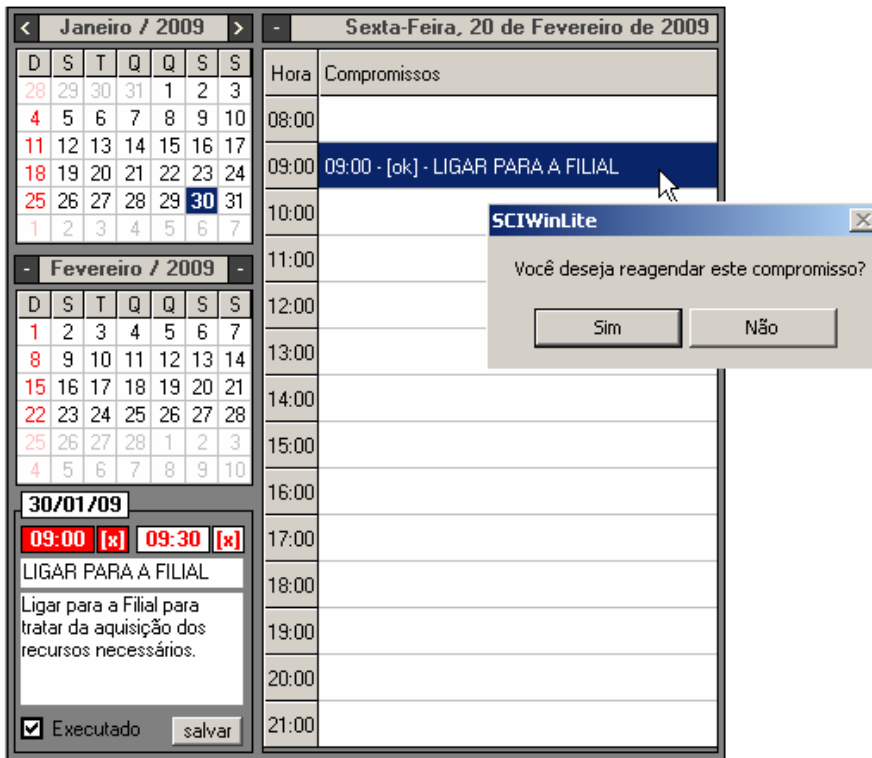 < Janeiro / 2009 >
D S T Q Q S S
28 29 30 31 1 2 3
4 5 6 7 8 9 10
11 12 13 14 15 16 17
18 19 20 21 22 23 24
25 26 27 28 29 30 31
1 2 3 4 5 6 7
- Fevereiro / 2009 -
D S T Q Q S S
1 2 3 4 5 6 7
8 9 10 11 12 13 14
15 16 17 18 19 20 21
22 23 24 25 26 27 28
25 26 27 28 1 2 3
4 5 6 7 8 9 10
30/01/09
09:00 [x] 09:30 [x]
LIGAR PARA A FILIAL
Ligar para a Filial para
tratar da aquisição dos
recursos necessários.
Executado salvar
- Sexta-Feira, 20 de Fevereiro de 2009
Hora Compromissos
08:00
09:00 09:00 - [ok] - LIGAR PARA A FILIAL
10:00
11:00
12:00
13:00
14:00
15:00
16:00
17:00
18:00
19:00
20:00
21:00
SCIWinLite
Você deseja reagendar este compromisso?
Sim Não